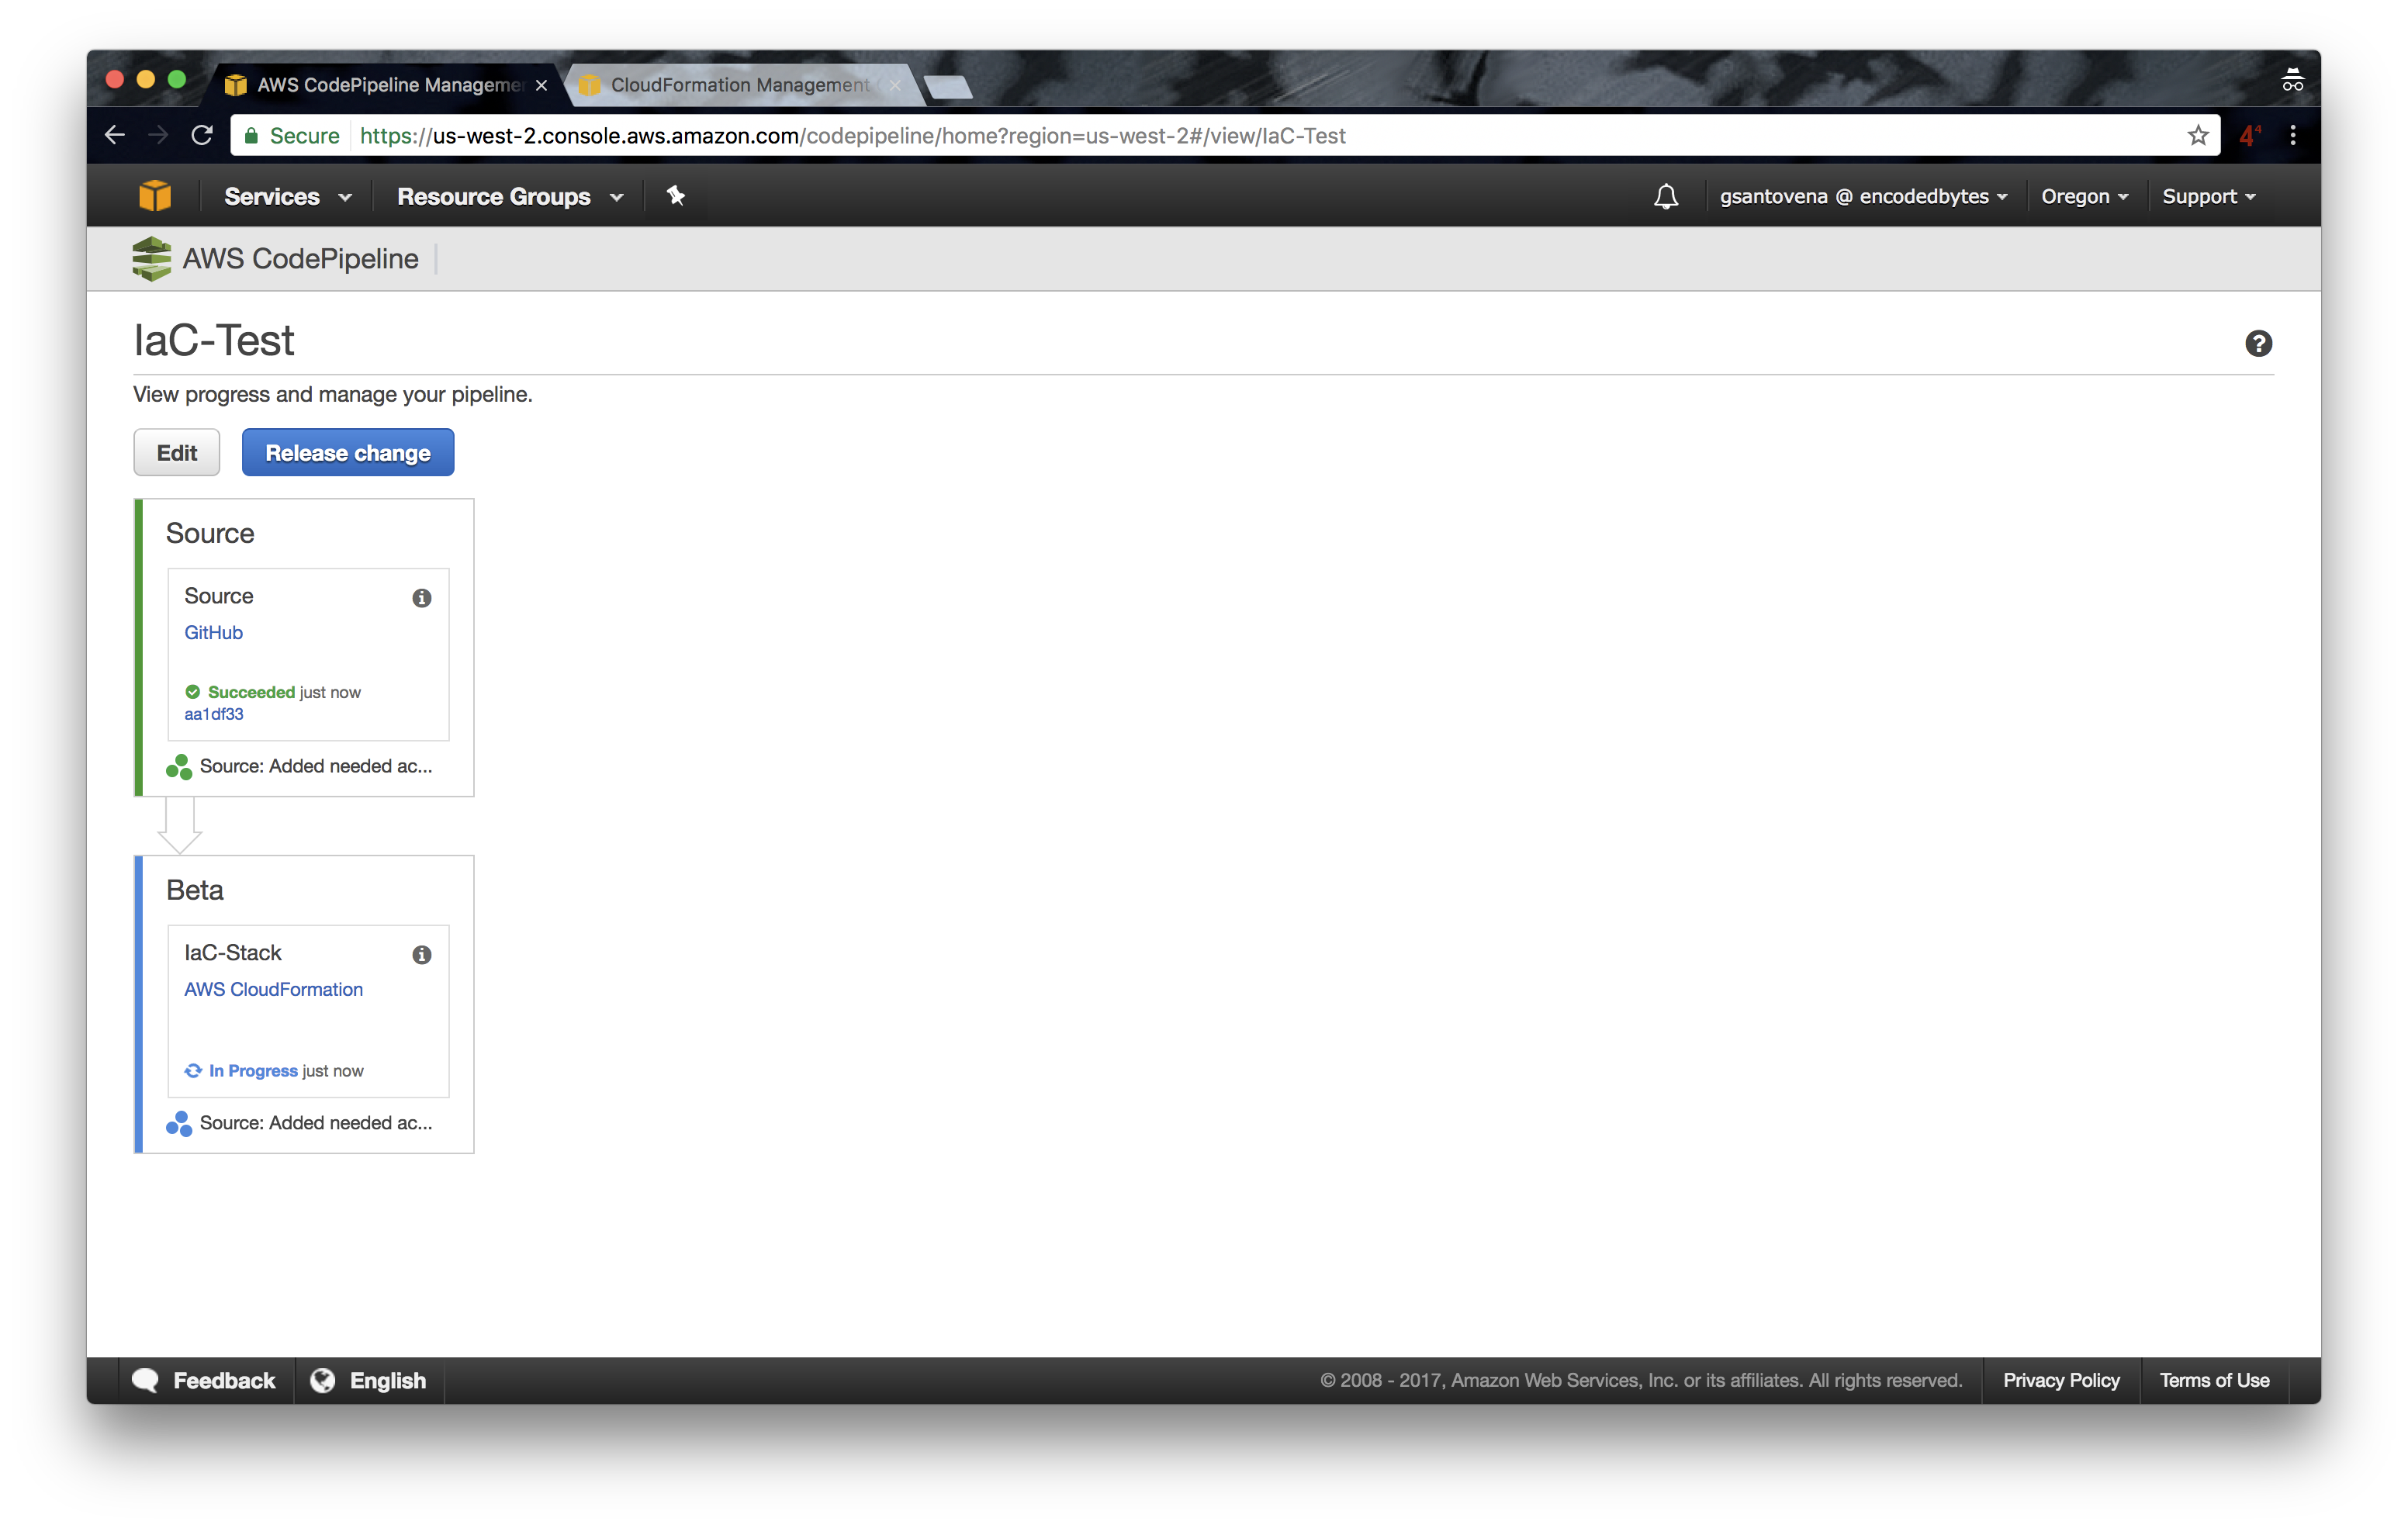 AWS CodePipeline Manageme
CloudFormation Management
Secure https://us-west-2.console.aws.amazon.com/codepipeline/home?region=us-west-2#/view/IaC-Test
4⁴
Services Resource Groups gsantovena @ encodedbytes Oregon Support
AWS CodePipeline
IaC-Test
View progress and manage your pipeline.
Edit Release change
Source
Source
GitHub
Succeeded just now
aa1df33
Source: Added needed ac...
Beta
IaC-Stack
AWS CloudFormation
In Progress just now
Source: Added needed ac...
Feedback English © 2008 - 2017, Amazon Web Services, Inc. or its affiliates. All rights reserved. Privacy Policy Terms of Use